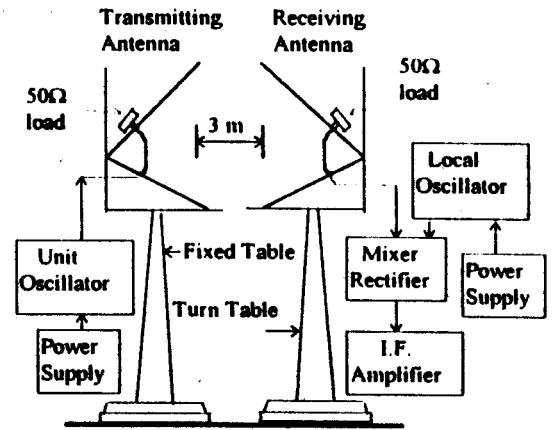 Transmitting
Antenna
Receiving
Antenna
50Ω
load
50Ω
load
3 m
Local
Oscillator
Unit
Oscillator
Fixed Table
Mixer
Rectifier
Power
Supply
Turn Table
Power
Supply
I.F.
Amplifier